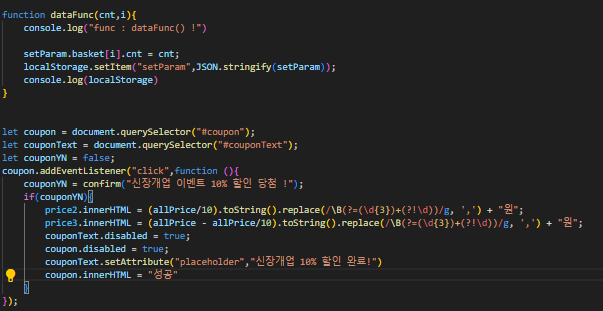 function dataFunc(cnt,i){
    console.log("func : dataFunc() !")
    setParam.basket[i].cnt = cnt;
    localStorage.setItem("setParam",JSON.stringify(setParam));
    console.log(localStorage)
}
let coupon = document.querySelector("#coupon");
let couponText = document.querySelector("#couponText");
let couponYN = false;
coupon.addEventListener("click",function (){
    couponYN = confirm("신장개업 이벤트 10% 할인 당첨 !");
    if(couponYN){
        price2.innerHTML = (allPrice/10).toString().replace(/\B(?=(\d{3})+(?!\d))/g, ',') + "원";
        price3.innerHTML = (allPrice - allPrice/10).toString().replace(/\B(?=(\d{3})+(?!\d))/g, ',') + "원";
        couponText.disabled = true;
        coupon.disabled = true;
        couponText.setAttribute("placeholder","신장개업 10% 할인 완료!")
        coupon.innerHTML = "성공"
    }
});